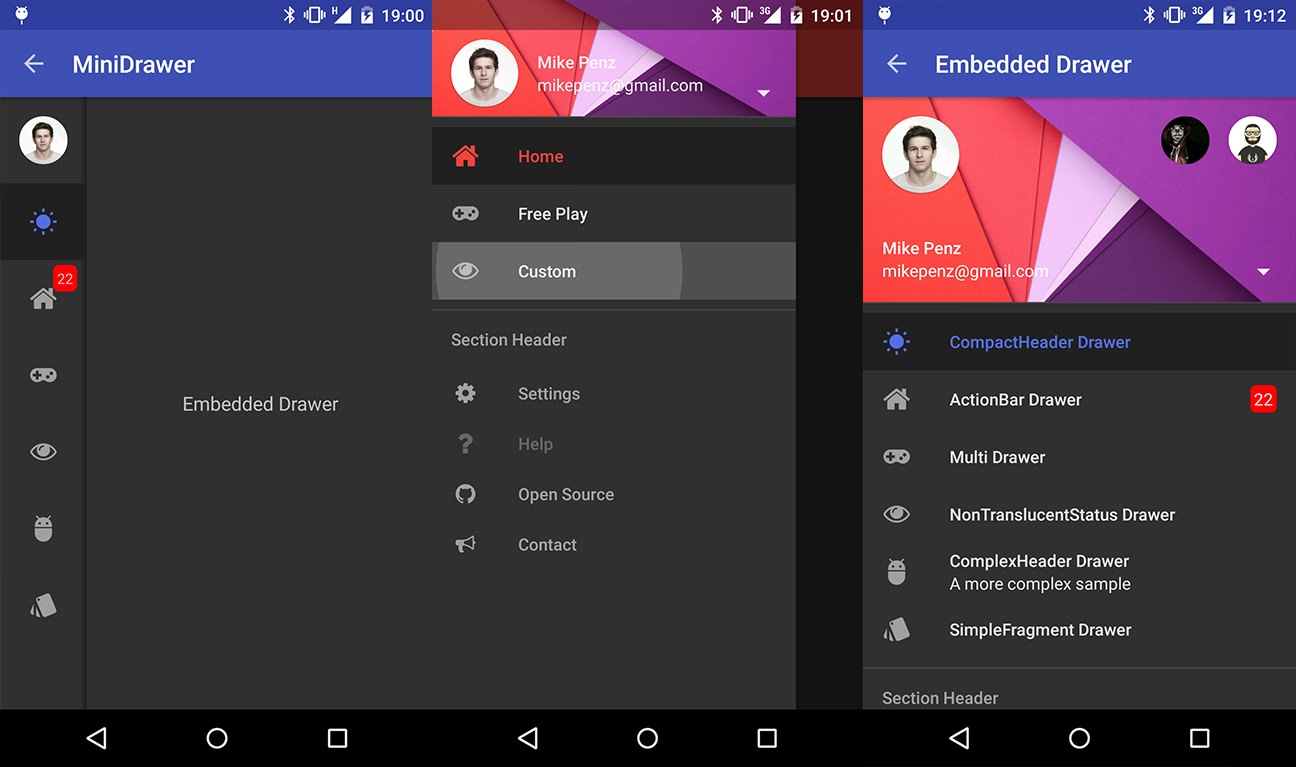 H
19:00
MiniDrawer
22
Embedded Drawer
3G
19:01
Mike Penz
mikepenz@gmail.com
Home
Free Play
Custom
Section Header
Settings
Help
Open Source
Contact
3G
19:12
Embedded Drawer
Mike Penz
mikepenz@gmail.com
CompactHeader Drawer
ActionBar Drawer
22
Multi Drawer
NonTranslucentStatus Drawer
ComplexHeader Drawer
A more complex sample
SimpleFragment Drawer
Section Header